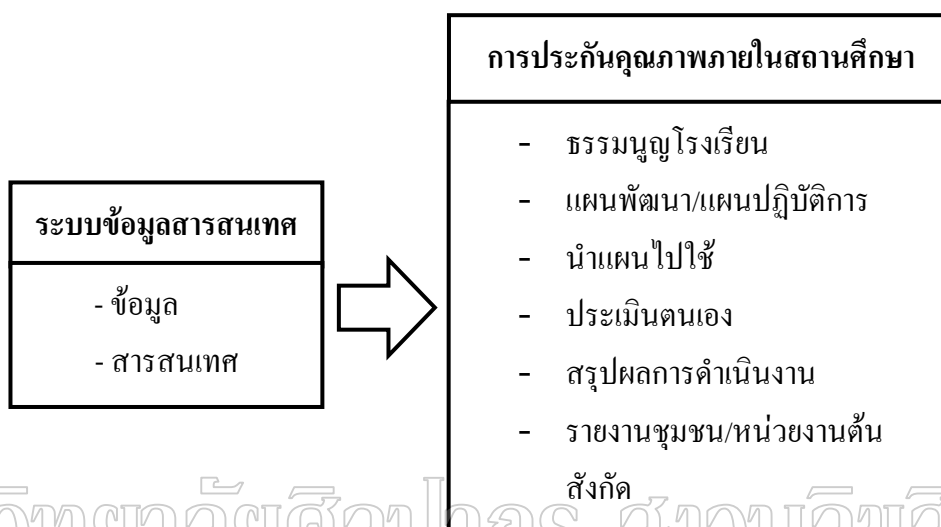 การประกันคุณภาพภายในสถานศึกษา
- ธรรมนูญโรงเรียน
- แผนพัฒนา/แผนปฏิบัติการ
- นำแผนไปใช้
- ประเมินตนเอง
- สรุปผลการดำเนินงาน
- รายงานชุมชน/หน่วยงานต้น
สังกัด
ระบบข้อมูลสารสนเทศ
- ข้อมูล
- สารสนเทศ